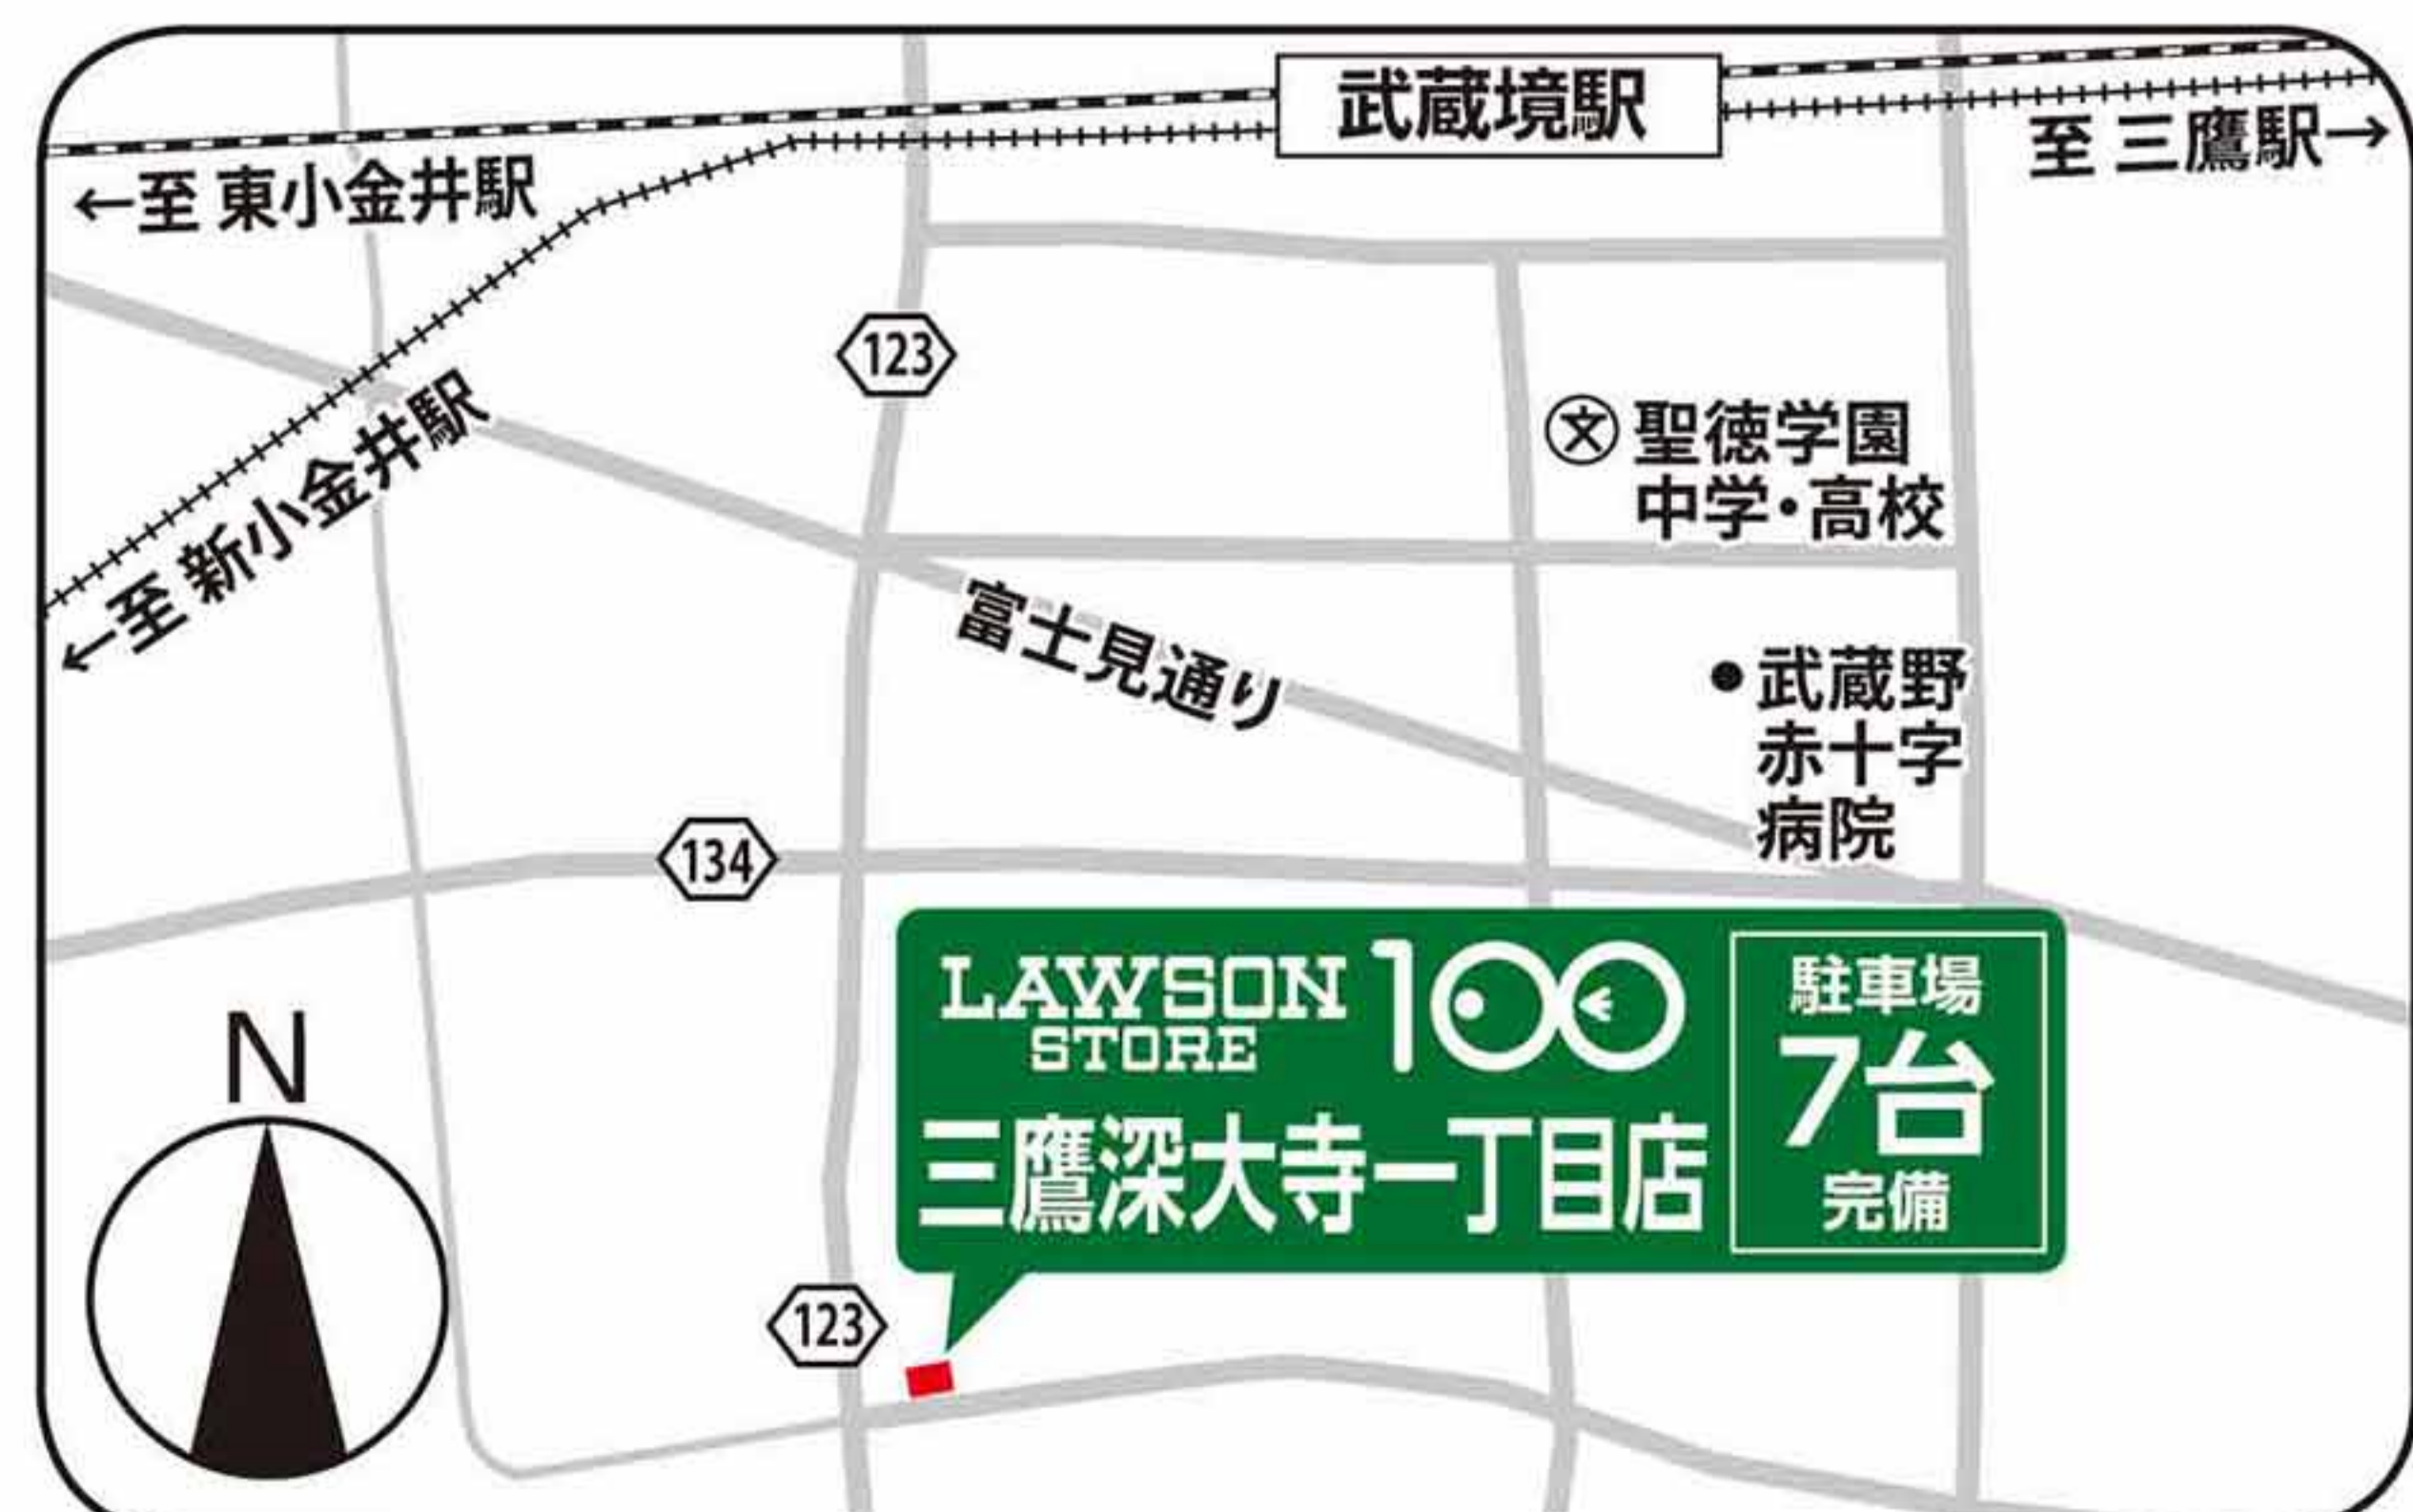 武蔵境駅
至 三鷹駅→
←至 東小金井駅
123
←至 新小金井駅
聖徳学園
中学・高校
富士見通り
武蔵野
赤十字
病院
134
LAWSON
STORE
100
三鷹深大寺一丁目店
駐車場
7台
完備
N
123